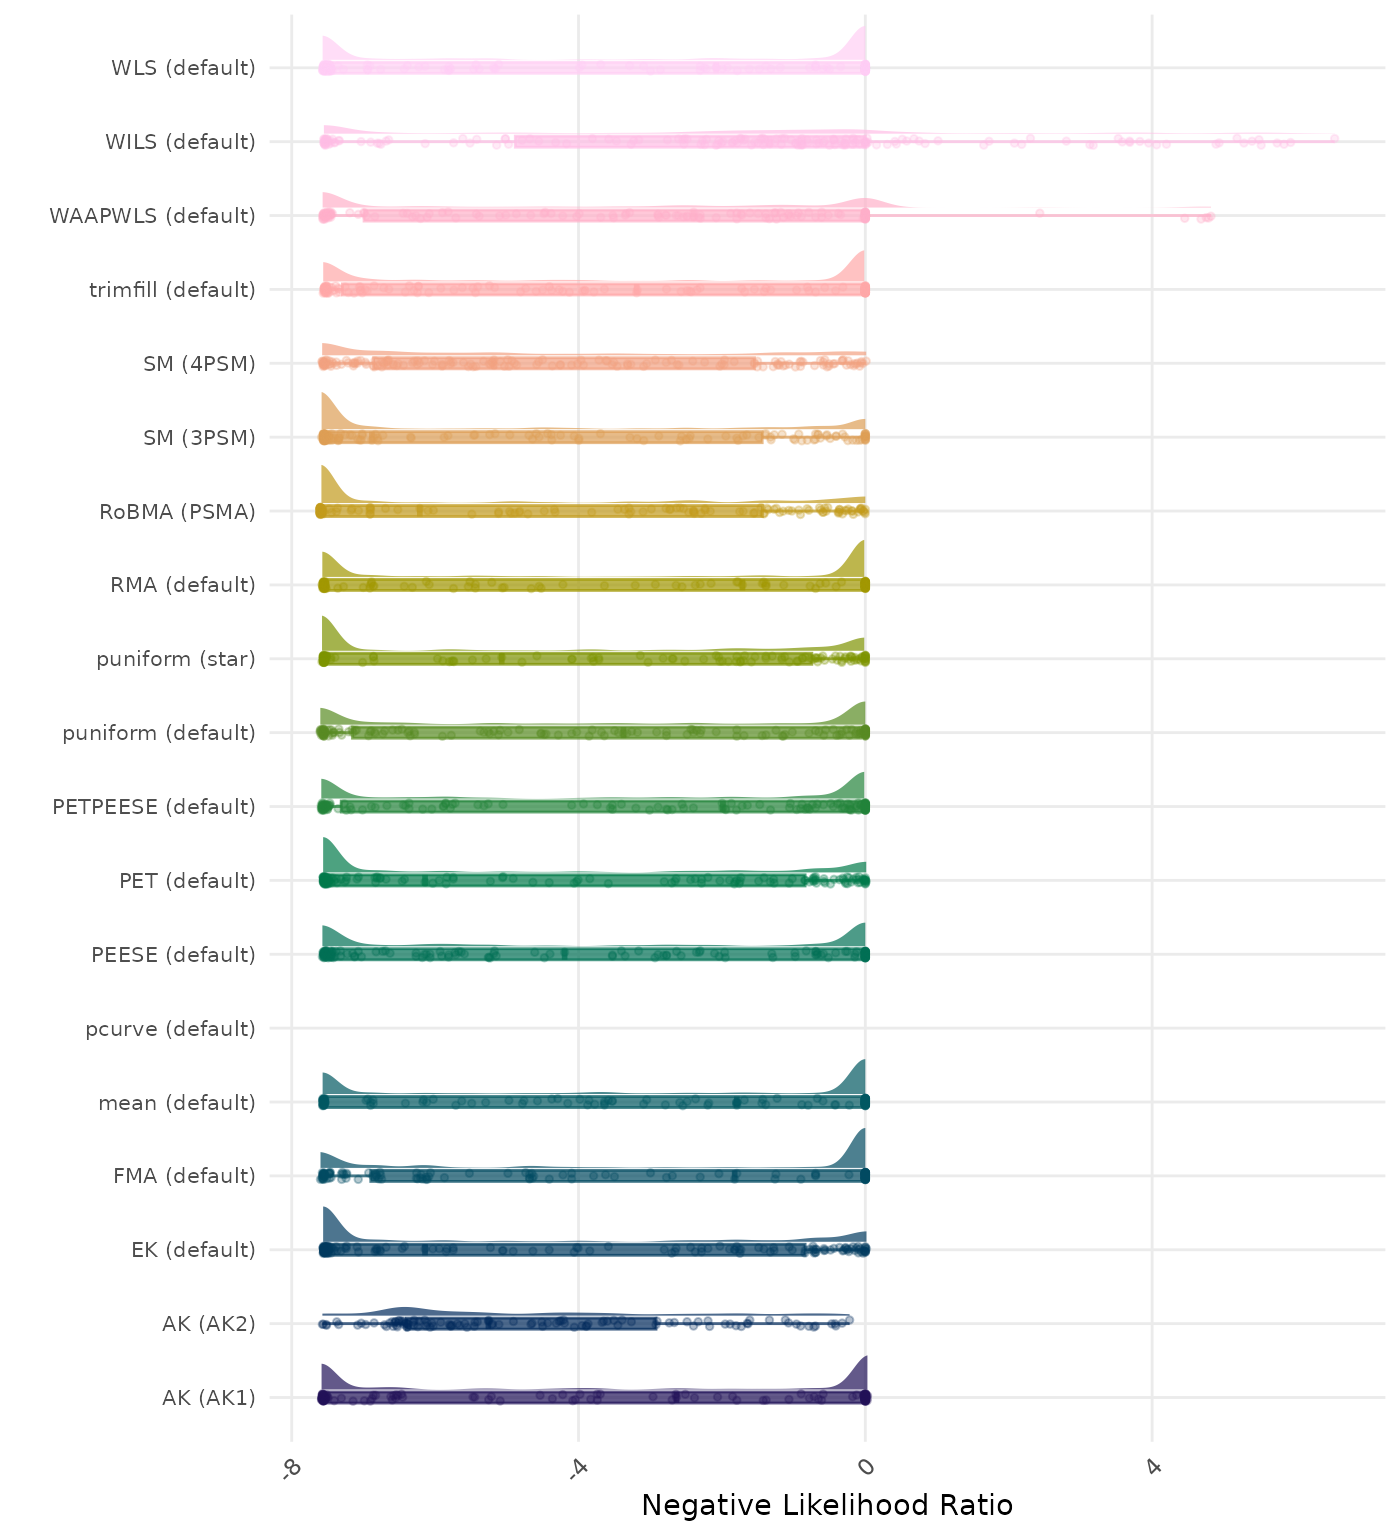 WLS (default)
WILS (default)
WAAPWLS (default)
trimfill (default)
SM (4PSM)
SM (3PSM)
RoBMA (PSMA)
RMA (default)
puniform (star)
puniform (default)
PETPEESE (default)
PET (default)
PEESE (default)
pcurve (default)
mean (default)
FMA (default)
EK (default)
AK (AK2)
AK (AK1)
-8 -4 0 4
Negative Likelihood Ratio